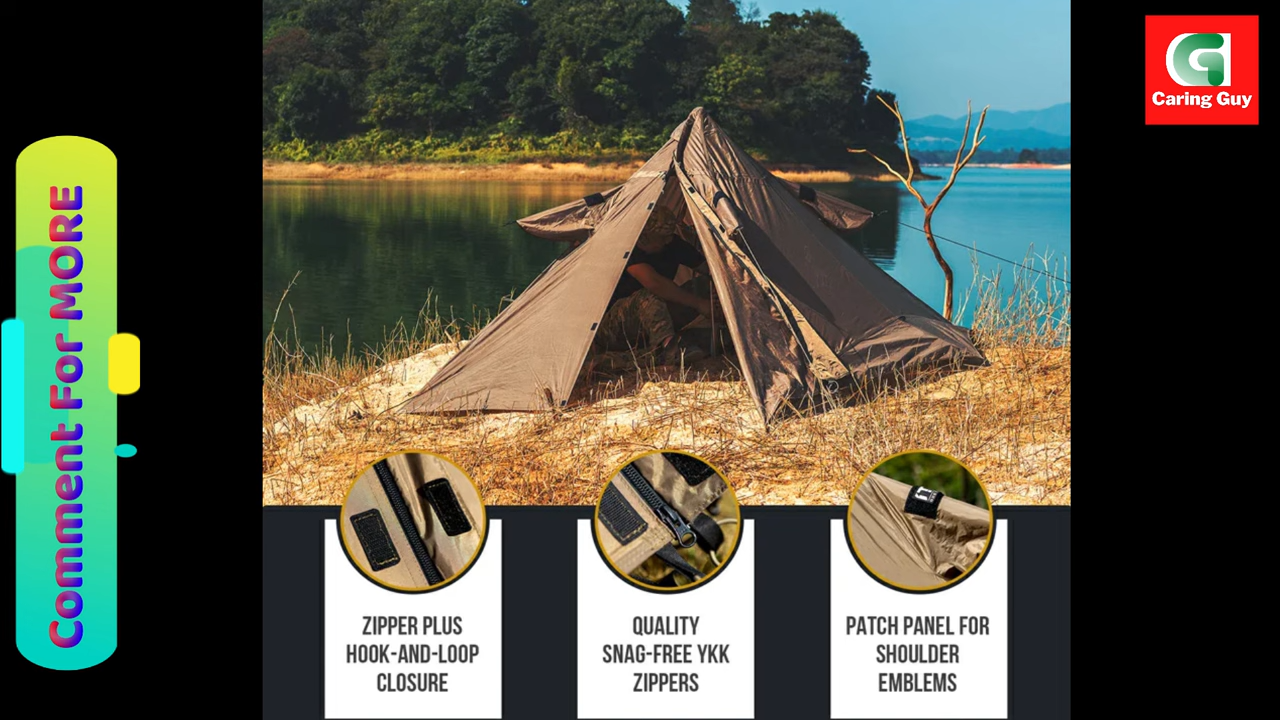 Comment For MORE
Caring Guy
ZIPPER PLUS
HOOK-AND-LOOP
CLOSURE
QUALITY
SNAG-FREE YKK
ZIPPERS
PATCH PANEL FOR
SHOULDER
EMBLEMS